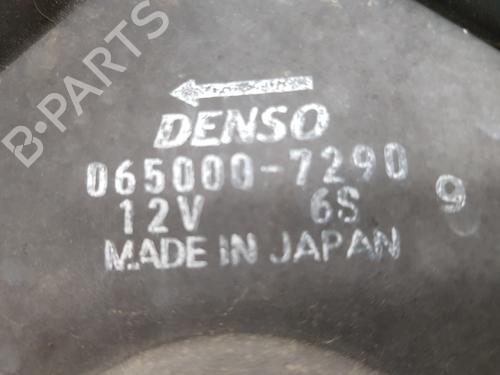 B-PARTS
DENSO
065000-7290
12V 6S 9
MADE IN JAPAN